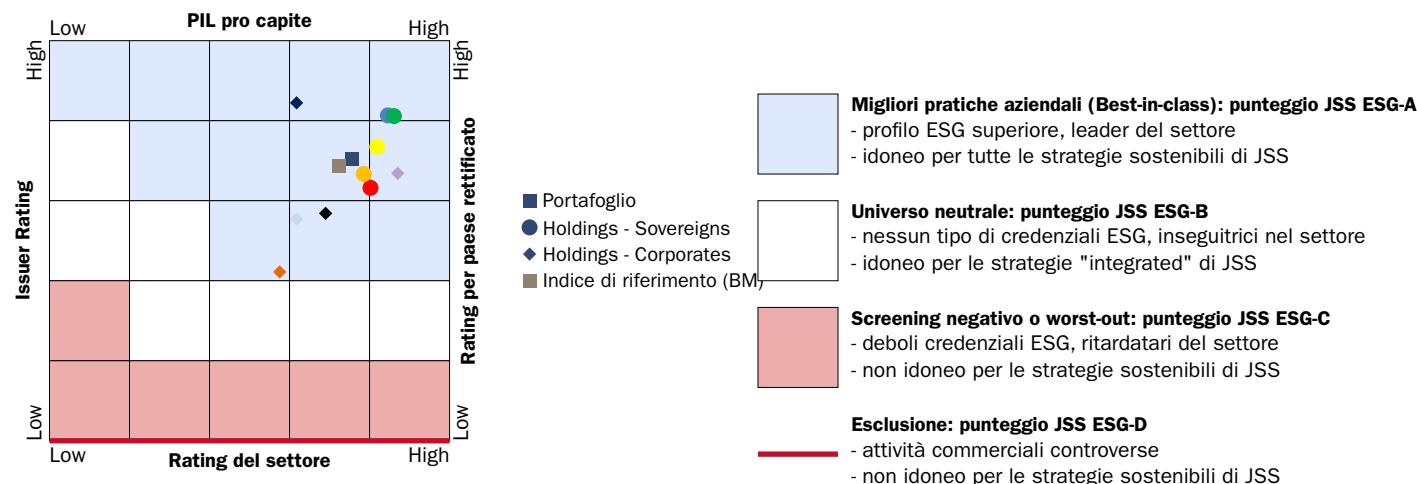 PIL pro capite
Low
High
High
High
Issuer Rating
Rating per paese rettificato
Low
Low
Low
High
Rating del settore
Portafoglio
Holdings - Sovereigns
Holdings - Corporates
Indice di riferimento (BM)
Migliori pratiche aziendali (Best-in-class): punteggio JSS ESG-A
- profilo ESG superiore, leader del settore
- idoneo per tutte le strategie sostenibili di JSS
Universo neutrale: punteggio JSS ESG-B
- nessun tipo di credenziali ESG, inseguitrici nel settore
- idoneo per le strategie "integrated" di JSS
Screening negativo o worst-out: punteggio JSS ESG-C
- deboli credenziali ESG, ritardatari del settore
- non idoneo per le strategie sostenibili di JSS
Esclusione: punteggio JSS ESG-D
- attività commerciali controverse
- non idoneo per le strategie sostenibili di JSS